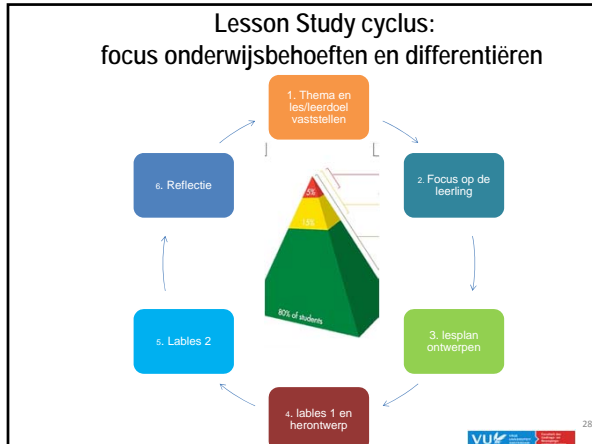 Lesson Study cyclus:
focus onderwijsbehoeften en differentiëren
1. Thema en
les/leerdoel
vaststellen
2. Focus op de
leerling
3. lesplan
ontwerpen
4. lables 1 en
herontwerp
5. Lables 2
6. Reflectie
5%
15%
80% of students
VU
28